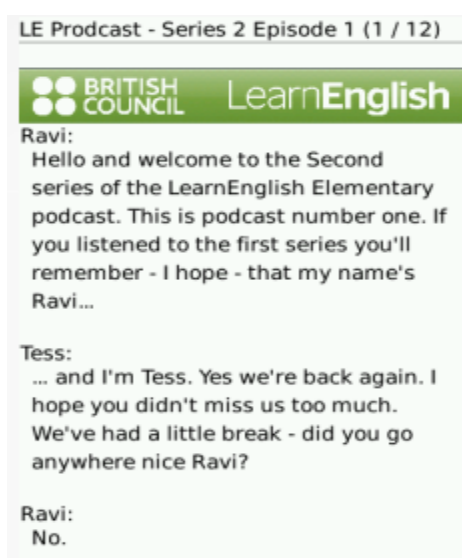 LE Prodcast - Series 2 Episode 1 (1 / 12)
BRITISH COUNCIL LearnEnglish
Ravi:
Hello and welcome to the Second
series of the LearnEnglish Elementary
podcast. This is podcast number one. If
you listened to the first series you'll
remember - I hope - that my name's
Ravi...
Tess:
... and I'm Tess. Yes we're back again. I
hope you didn't miss us too much.
We've had a little break - did you go
anywhere nice Ravi?
Ravi:
No.